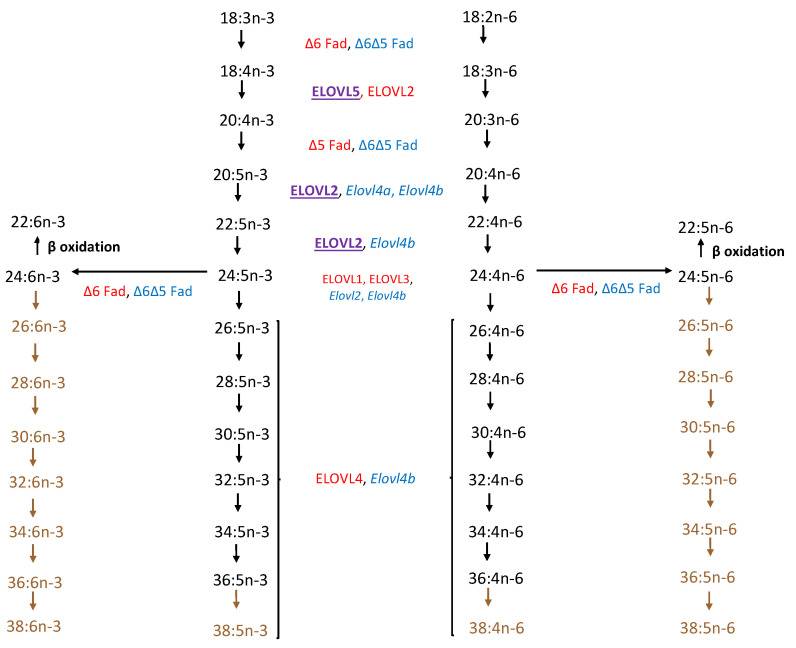 18:3n-3 18:2n-6
Δ6 Fad, Δ6Δ5 Fad
18:4n-3 18:3n-6
ELOVL5, ELOVL2
20:4n-3 20:3n-6
Δ5 Fad, Δ6Δ5 Fad
20:5n-3 20:4n-6
ELOVL2, Elovl4a, Elovl4b
22:6n-3 22:5n-3 22:4n-6 22:5n-6
β oxidation ELOVL2, Elovl4b β oxidation
24:6n-3 24:5n-3 24:4n-6 24:5n-6
Δ6 Fad, Δ6Δ5 Fad ELOVL1, ELOVL3, Δ6 Fad, Δ6Δ5 Fad
Elovl2, Elovl4b
26:6n-3 26:5n-3 26:4n-6 26:5n-6
28:6n-3 28:5n-3 28:4n-6 28:5n-6
30:6n-3 30:5n-3 30:4n-6 30:5n-6
32:6n-3 32:5n-3 ELOVL4, Elovl4b 32:4n-6 32:5n-6
34:6n-3 34:5n-3 34:4n-6 34:5n-6
36:6n-3 36:5n-3 36:4n-6 36:5n-6
38:6n-3 38:5n-3 38:4n-6 38:5n-6